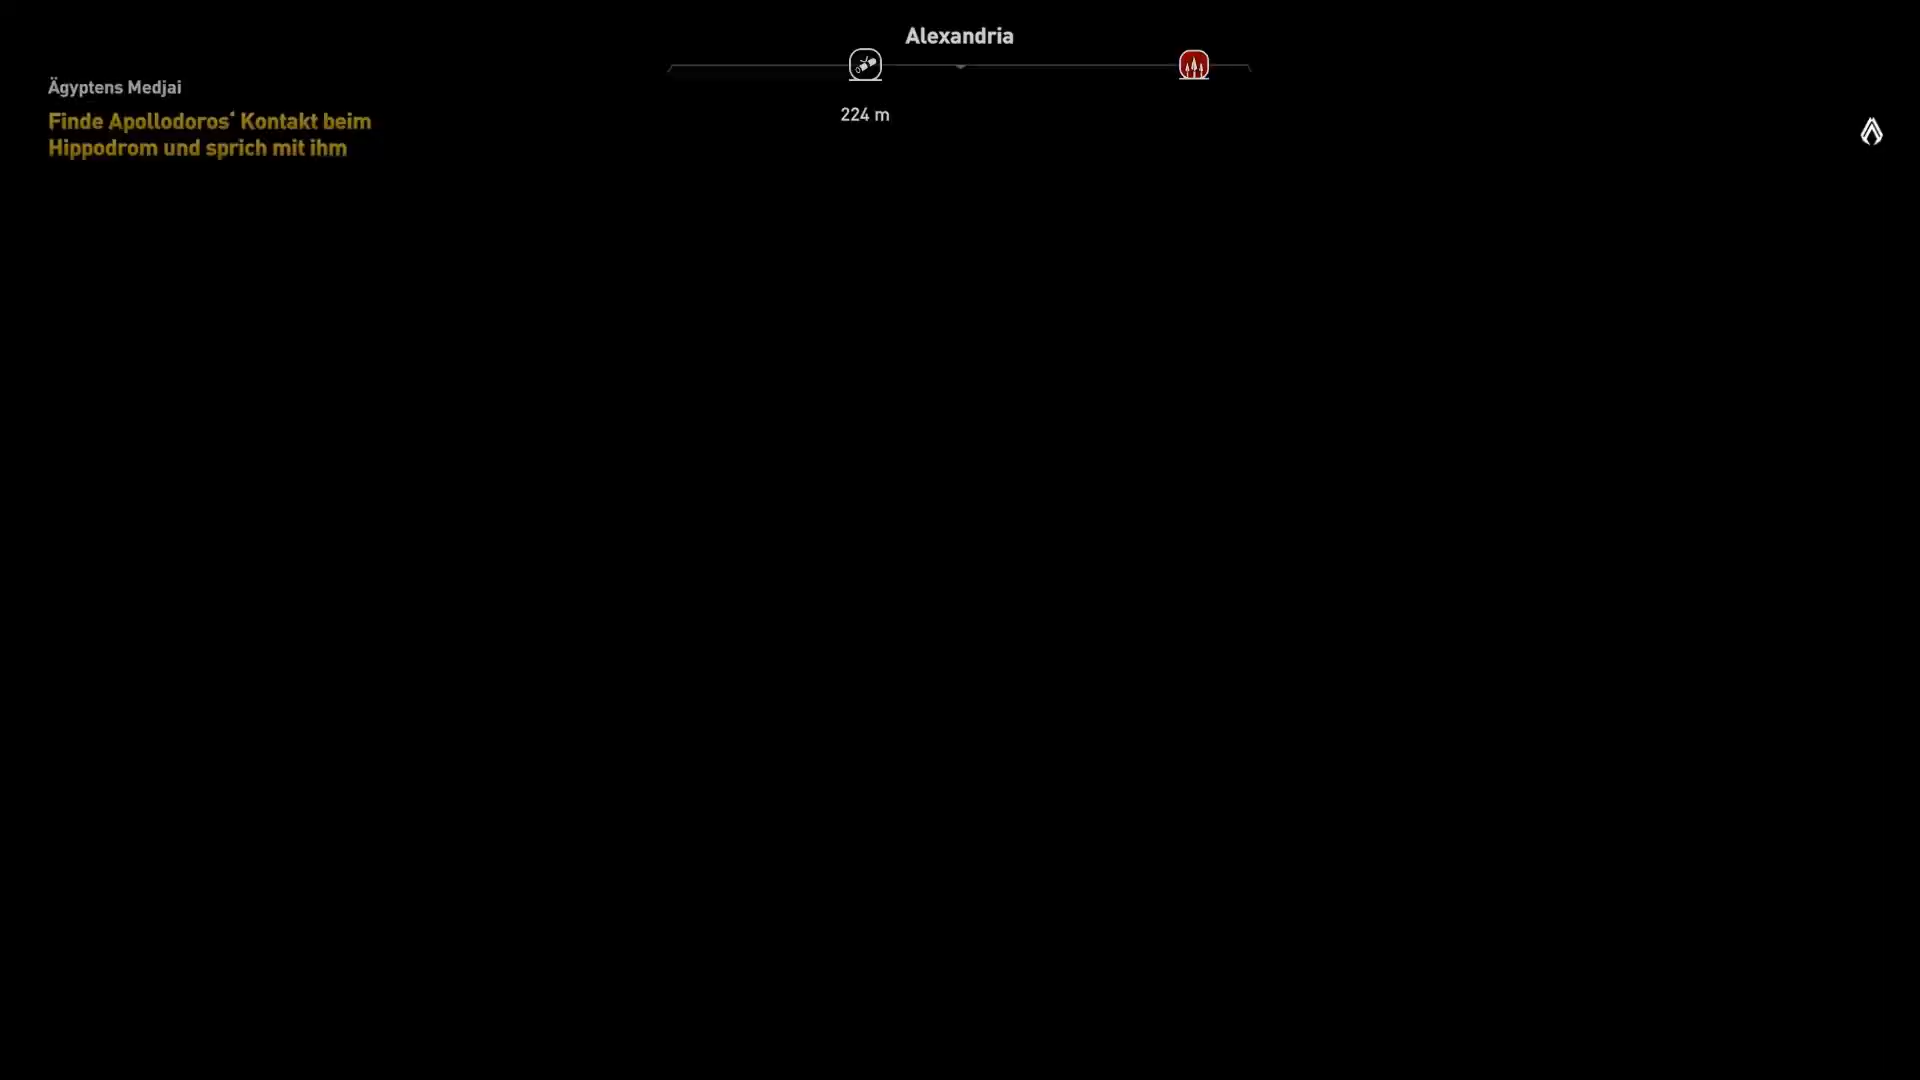 Alexandria
224 m
Ägyptens Medjai
Finde Apollodoros‘ Kontakt beim
Hippodrom und sprich mit ihm